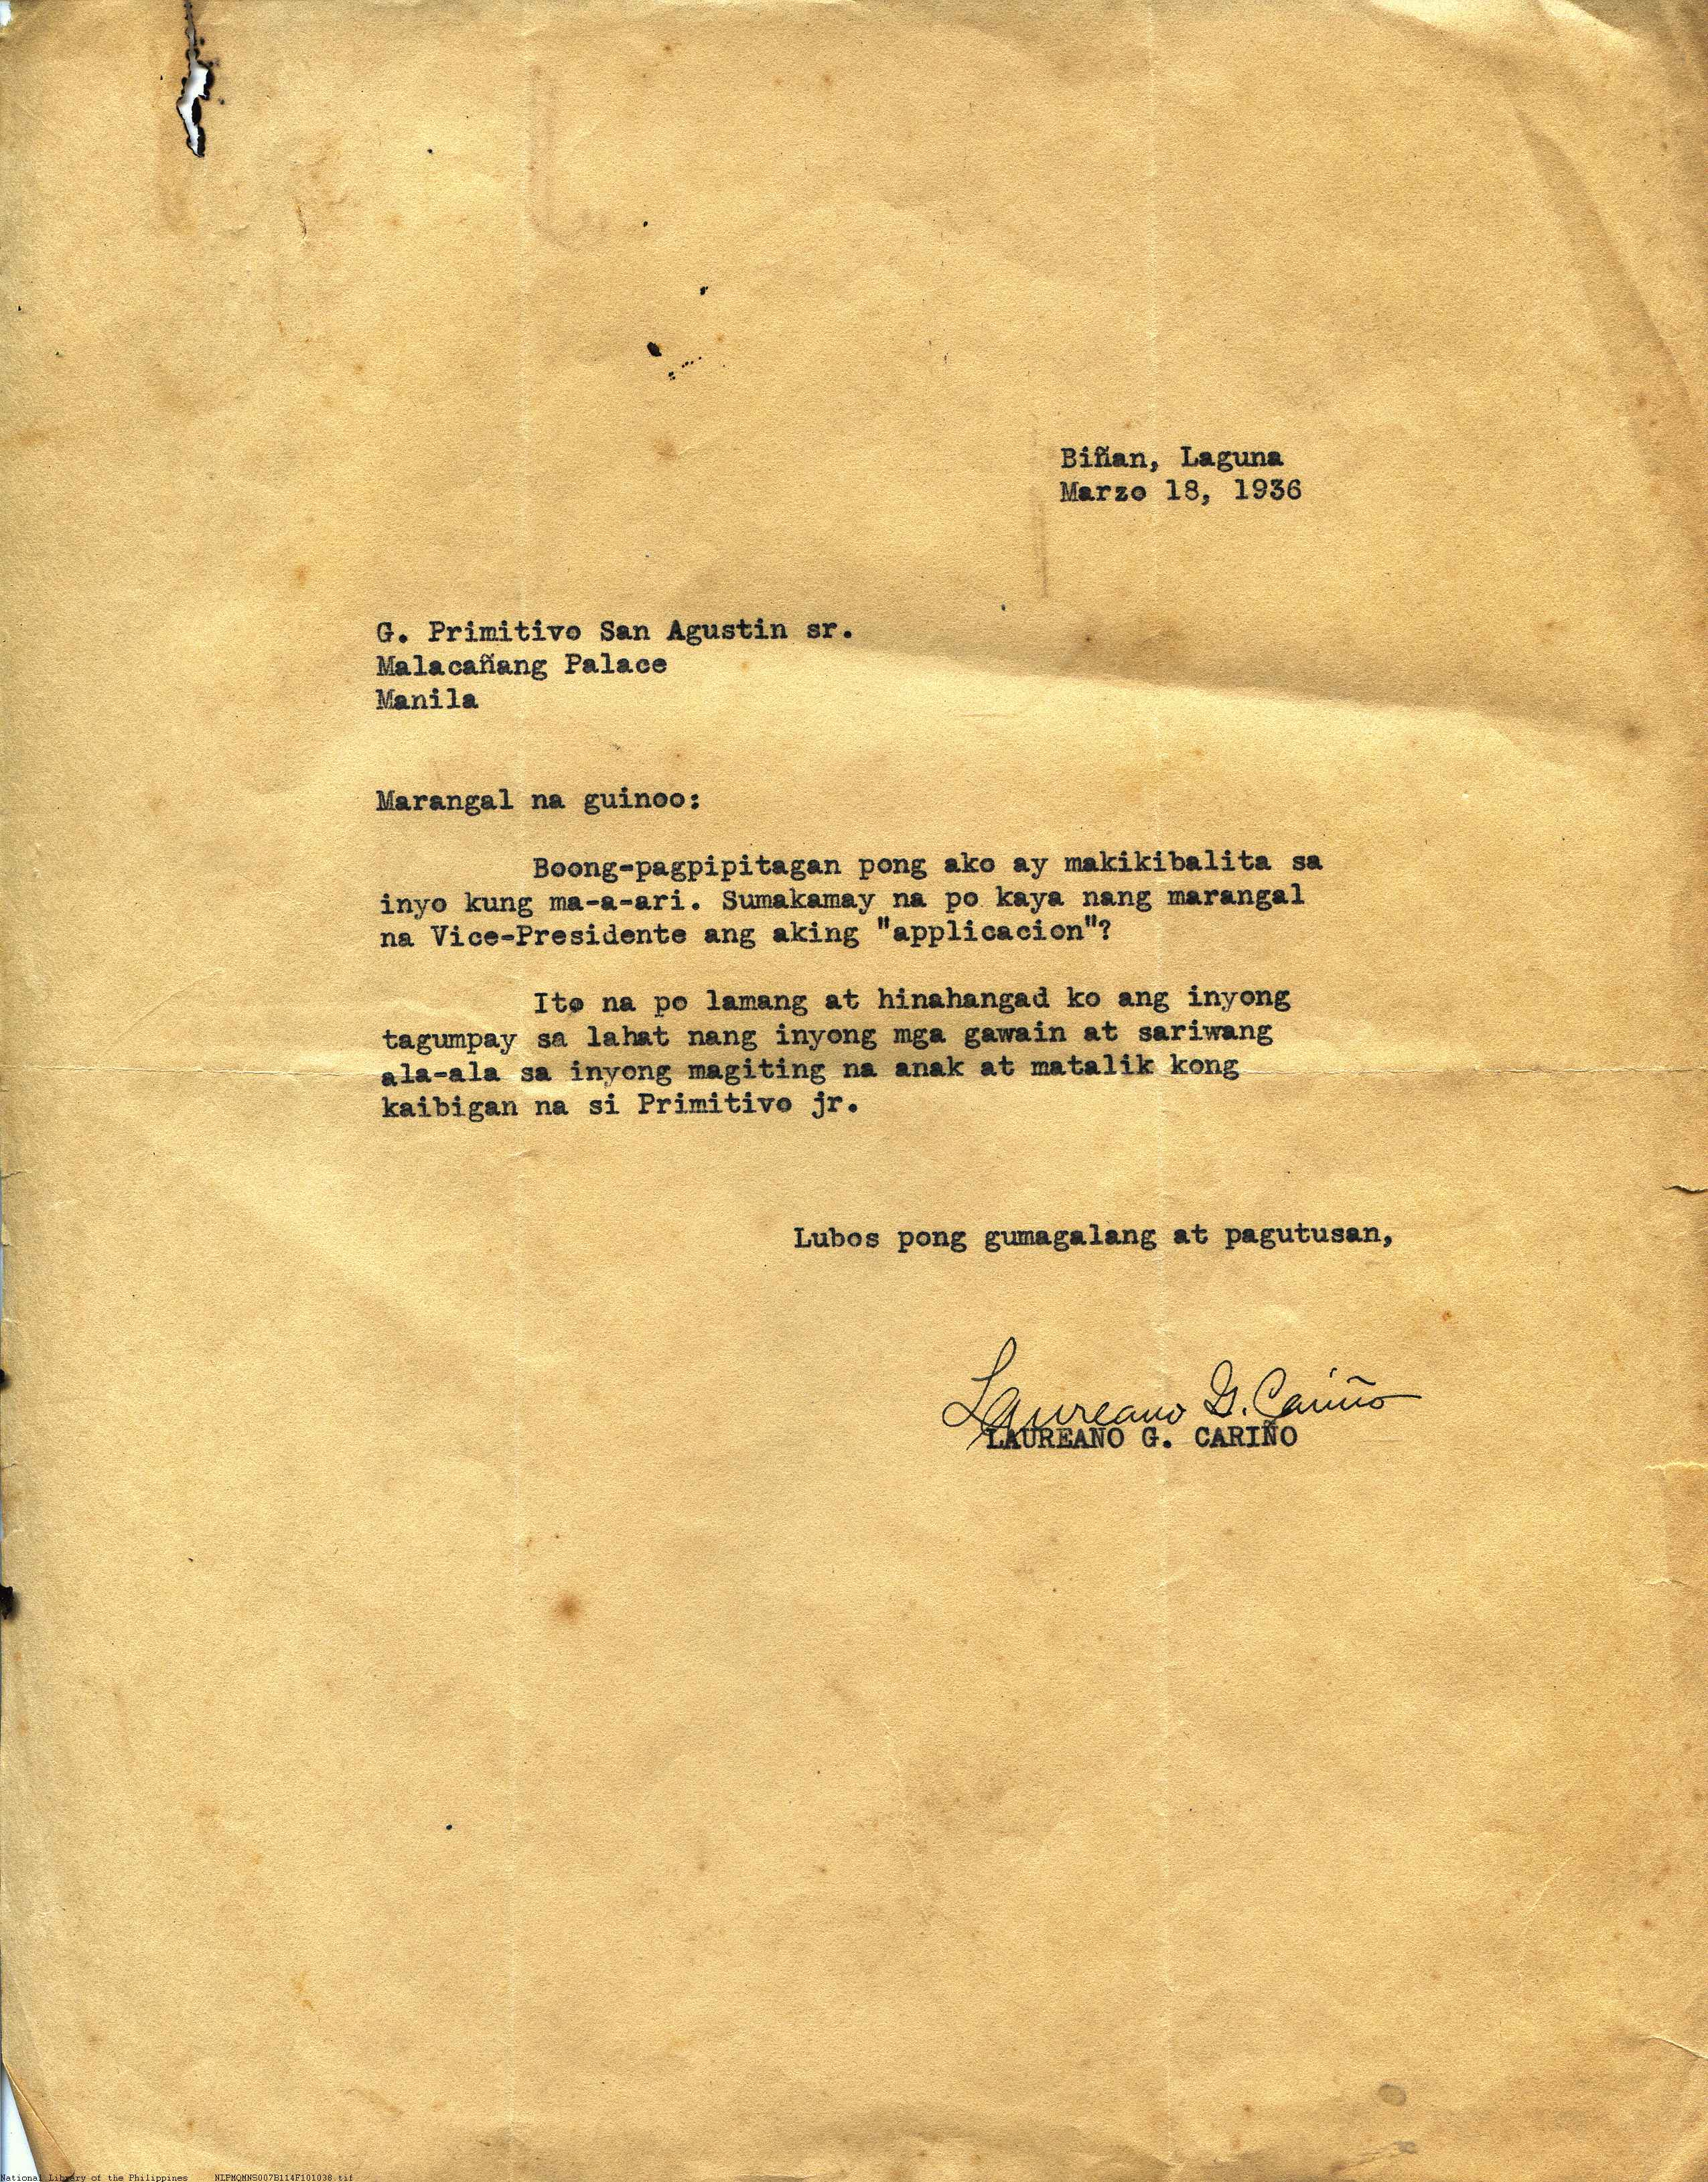 Biñan, Laguna
Marzo 18, 1936
G. Primitivo San Agustin sr.
Malacañang Palace
Manila
Marangal na guinoo:
Boong-pagpipitagan pong ako ay makikibalita sa
inyo kung ma-a-ari. Sumakamay na po kaya nang marangal
na Vice-Presidente ang aking "applicacion"?
Ito na po lamang at hinahangad ko ang inyong
tagumpay sa lahat nang inyong mga gawain at sariwang
ala-ala sa inyong magiting na anak at matalik kong
kaibigan na si Primitivo jr.
Lubos pong gumagalang at pagutusan,
Laureano G. Cariño
LAUREANO G. CARIÑO
National Library of the Philippines NLPMQMNS007B114F101038.tif